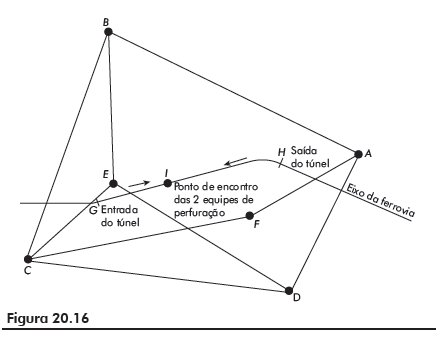 B
H
Saída
do túnel
A
E
I
Ponto de encontro
das 2 equipes de
perfuração
Eixo da ferrovia
G
Entrada
do túnel
F
C
D
Figura 20.16